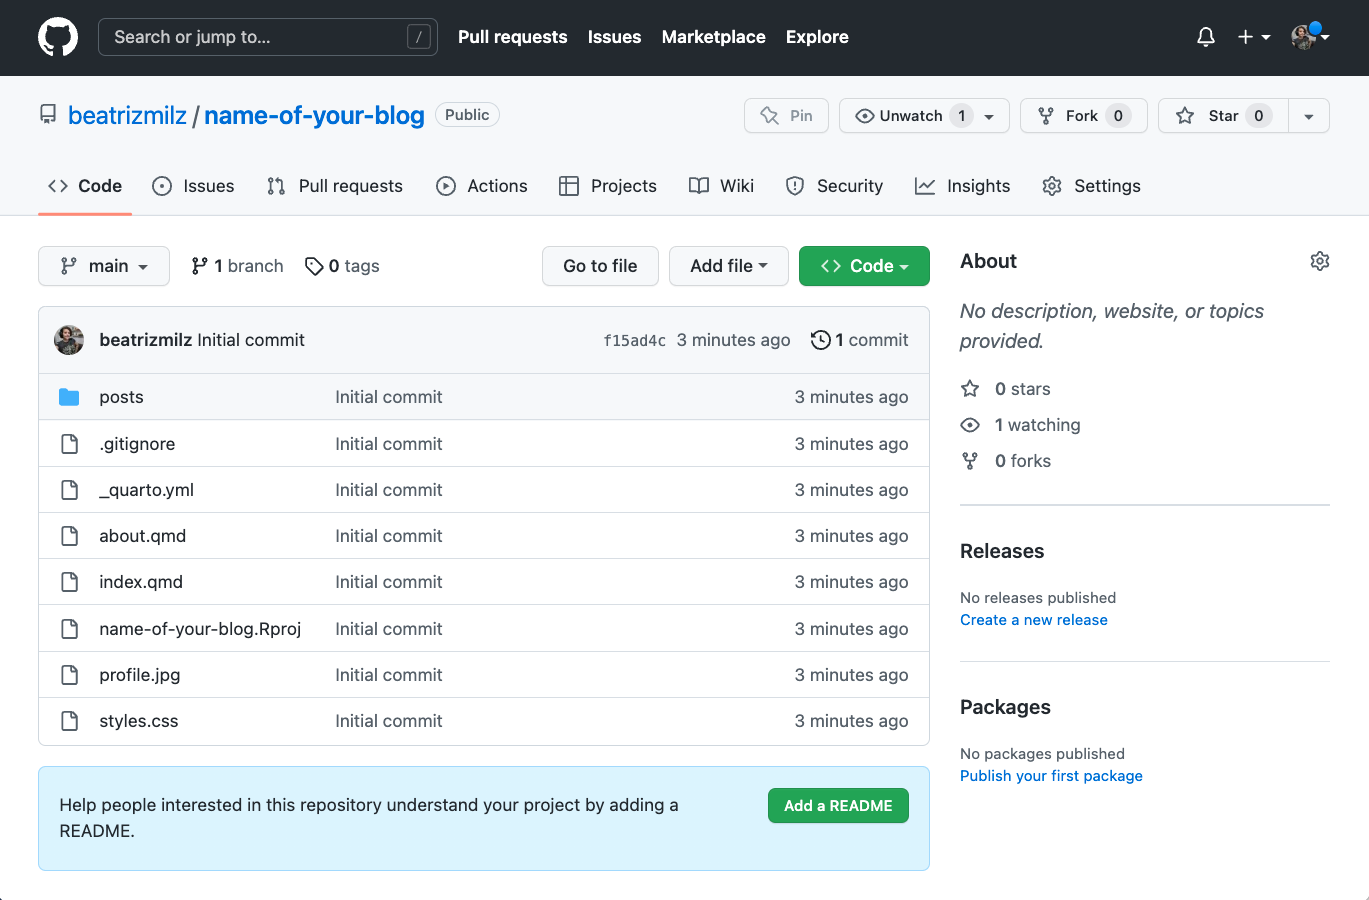 Search or jump to... / Pull requests Issues Marketplace Explore
beatrizmilz / name-of-your-blog Public Pin Unwatch 1 Fork 0 Star 0
Code Issues Pull requests Actions Projects Wiki Security Insights Settings
main 1 branch 0 tags Go to file Add file Code
beatrizmilz Initial commit f15ad4c 3 minutes ago 1 commit
posts Initial commit 3 minutes ago
.gitignore Initial commit 3 minutes ago
_quarto.yml Initial commit 3 minutes ago
about.qmd Initial commit 3 minutes ago
index.qmd Initial commit 3 minutes ago
name-of-your-blog.Rproj Initial commit 3 minutes ago
profile.jpg Initial commit 3 minutes ago
styles.css Initial commit 3 minutes ago
Help people interested in this repository understand your project by adding a
README.
Add a README
About
No description, website, or topics
provided.
0 stars
1 watching
0 forks
Releases
No releases published
Create a new release
Packages
No packages published
Publish your first package